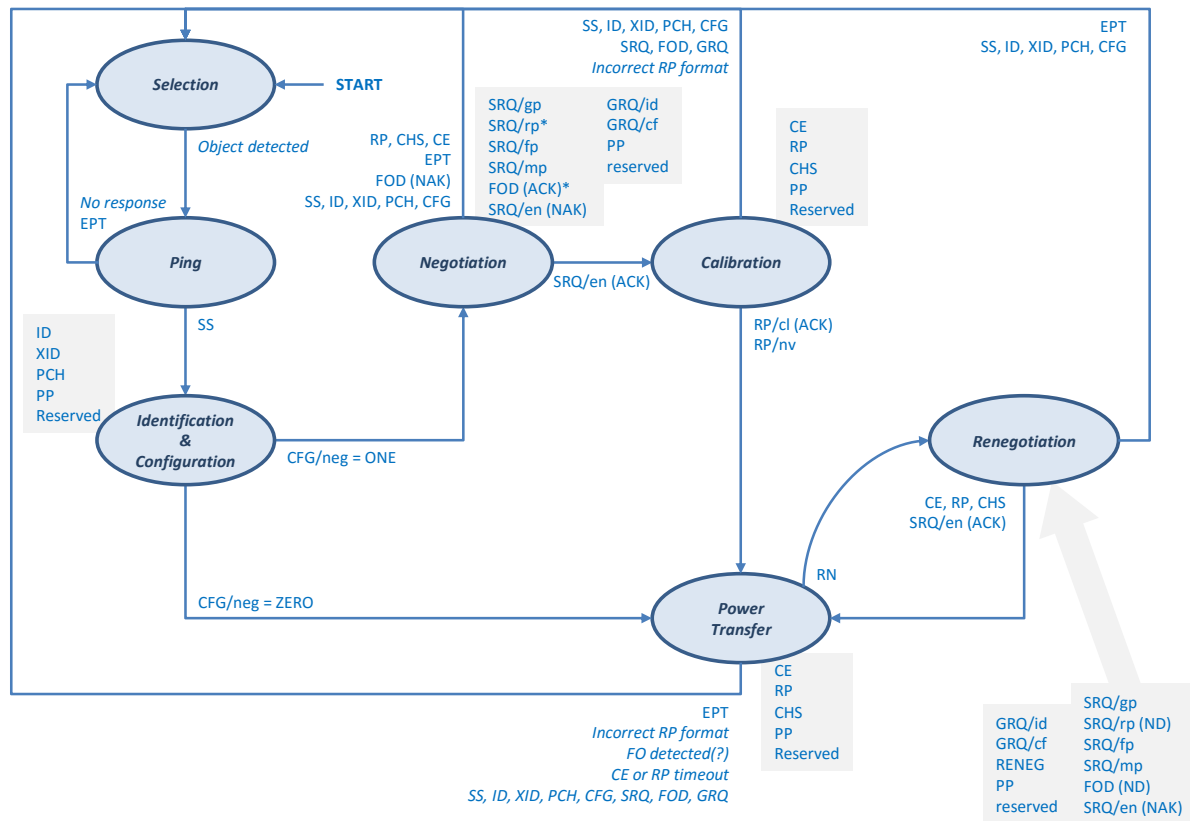 SS, ID, XID, PCH, CFG
SRQ, FOD, GRQ
Incorrect RP format
EPT
SS, ID, XID, PCH, CFG
Selection
START
Object detected
No response
EPT
Ping
SS
RP, CHS, CE
EPT
FOD (NAK)
SS, ID, XID, PCH, CFG
SRQ/gp
SRQ/rp*
SRQ/fp
SRQ/mp
FOD (ACK)*
SRQ/en (NAK)
GRQ/id
GRQ/cf
PP
reserved
CE
RP
CHS
PP
Reserved
Negotiation
SRQ/en (ACK)
Calibration
RP/cl (ACK)
RP/nv
ID
XID
PCH
PP
Reserved
Identification
&
Configuration
CFG/neg = ONE
Renegotiation
CE, RP, CHS
SRQ/en (ACK)
RN
CFG/neg = ZERO
Power
Transfer
CE
RP
CHS
PP
Reserved
EPT
Incorrect RP format
FO detected(?)
CE or RP timeout
SS, ID, XID, PCH, CFG, SRQ, FOD, GRQ
GRQ/id
GRQ/cf
RENEG
PP
reserved
SRQ/gp
SRQ/rp (ND)
SRQ/fp
SRQ/mp
FOD (ND)
SRQ/en (NAK)